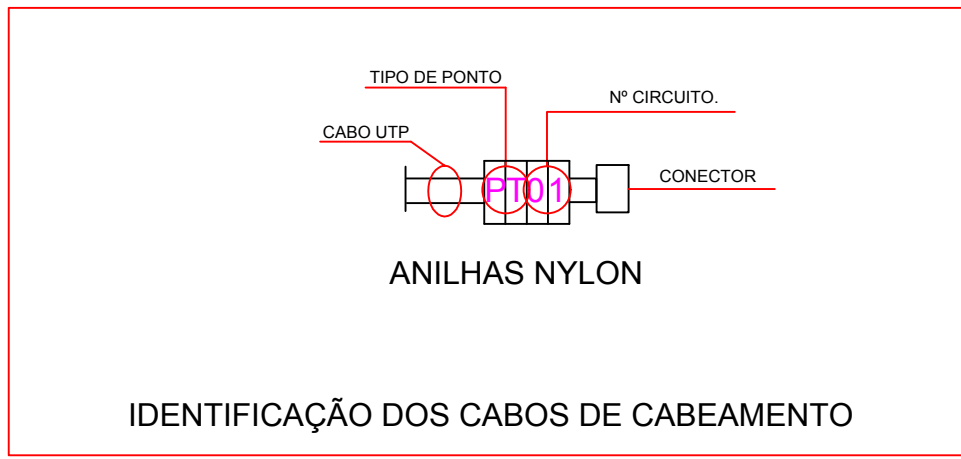 TIPO DE PONTO
Nº CIRCUITO.
CABO UTP
CONECTOR
PT01
ANILHAS NYLON
IDENTIFICAÇÃO DOS CABOS DE CABEAMENTO